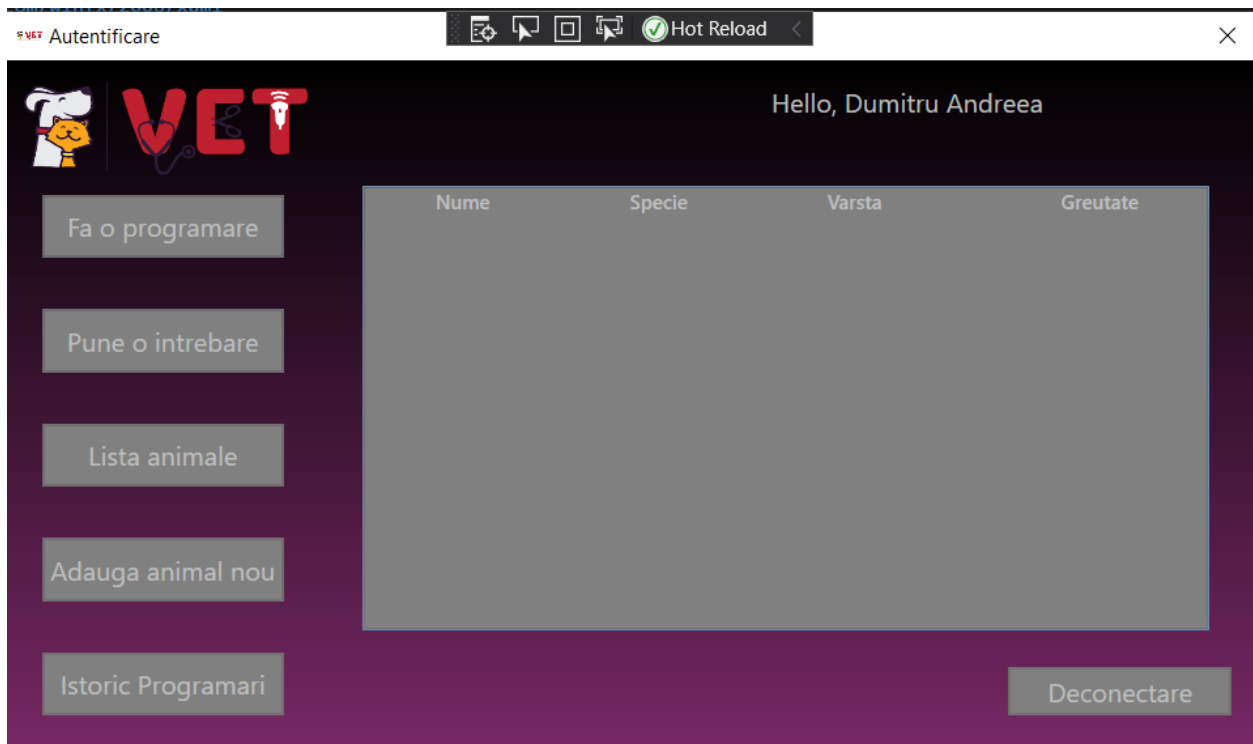 VET Autentificare
Hot Reload
VET
Hello, Dumitru Andreea
Nume Specie Varsta Greutate
Fa o programare
Pune o intrebare
Lista animale
Adauga animal nou
Istoric Programari
Deconectare